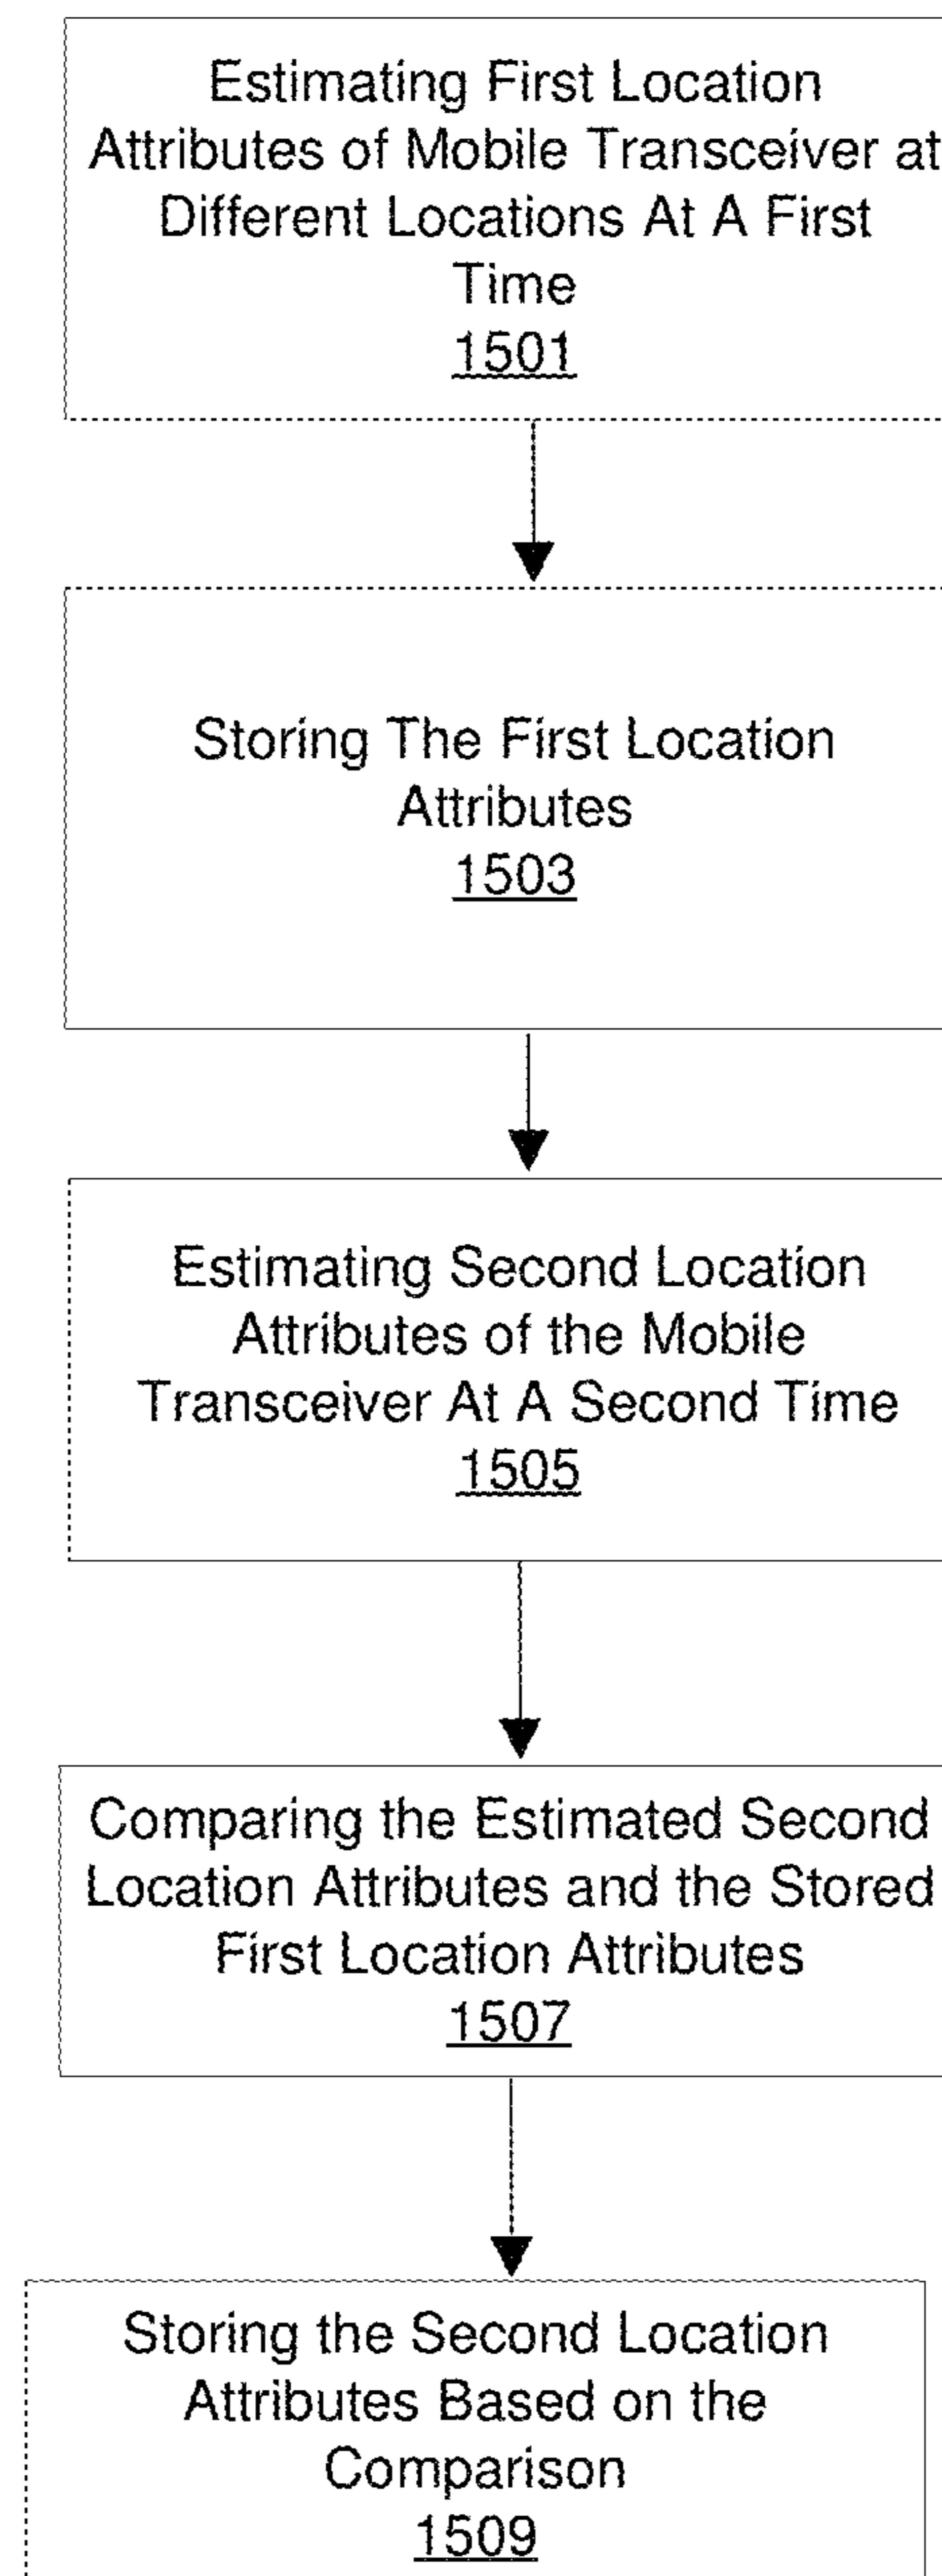 Estimating First Location
Attributes of Mobile Transceiver at
Different Locations At A First
Time
1501
Storing The First Location
Attributes
1503
Estimating Second Location
Attributes of the Mobile
Transceiver At A Second Time
1505
Comparing the Estimated Second
Location Attributes and the Stored
First Location Attributes
1507
Storing the Second Location
Attributes Based on the
Comparison
1509